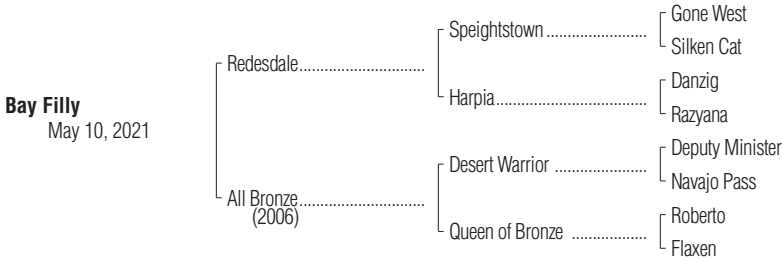 Gone West
Speightstown ........................
Silken Cat
Redesdale..............................
Danzig
Harpia....................................
Razyana
Bay Filly
May 10, 2021
Deputy Minister
Desert Warrior ......................
Navajo Pass
All Bronze..............................
(2006)
Roberto
Queen of Bronze ..................
Flaxen